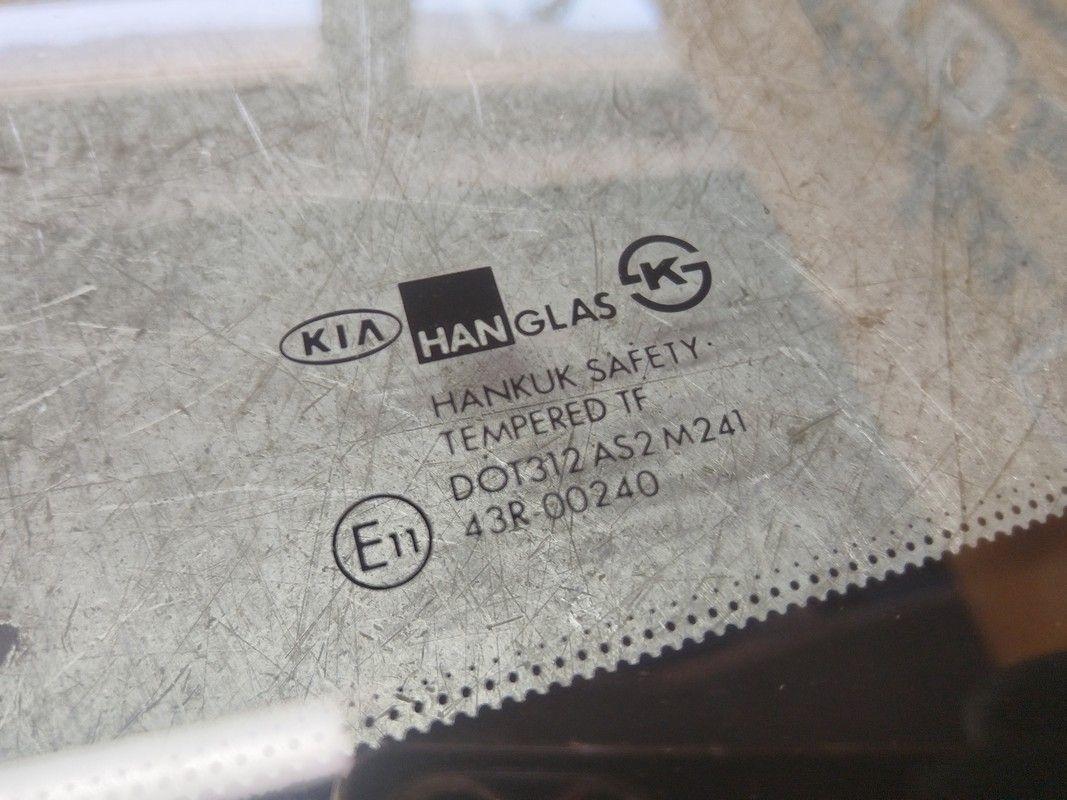 KIA HANGLAS K
HANKUK SAFETY.
TEMPERED TF
DOT312 AS2 M241
E11 43R-00240